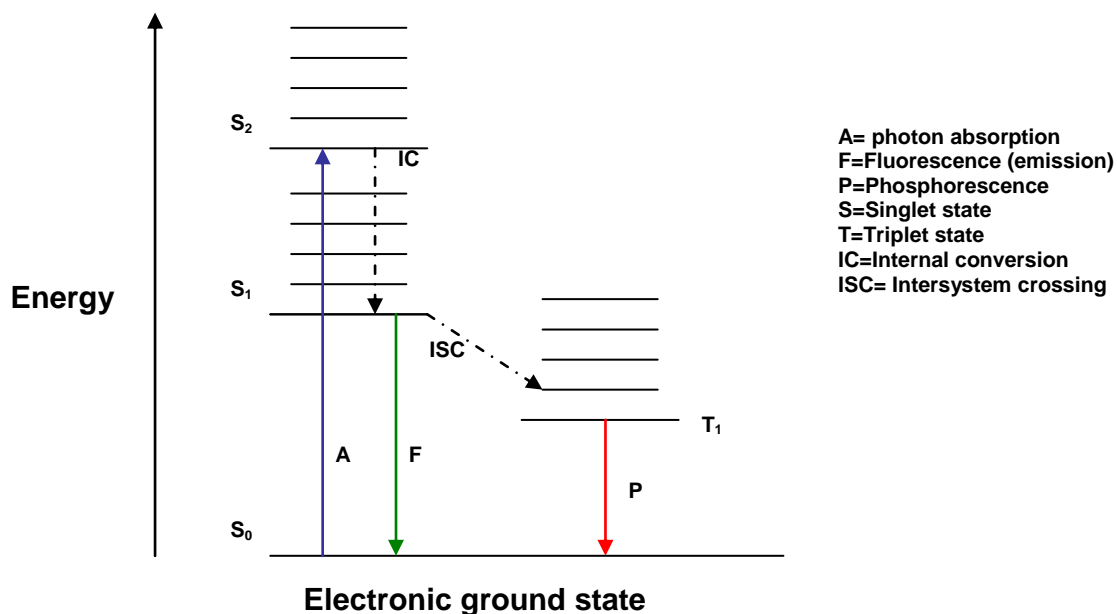 S₂
IC
A= photon absorption
F=Fluorescence (emission)
P=Phosphorescence
S=Singlet state
T=Triplet state
IC=Internal conversion
ISC= Intersystem crossing
Energy
S₁
ISC
T₁
A
F
P
S₀
Electronic ground state